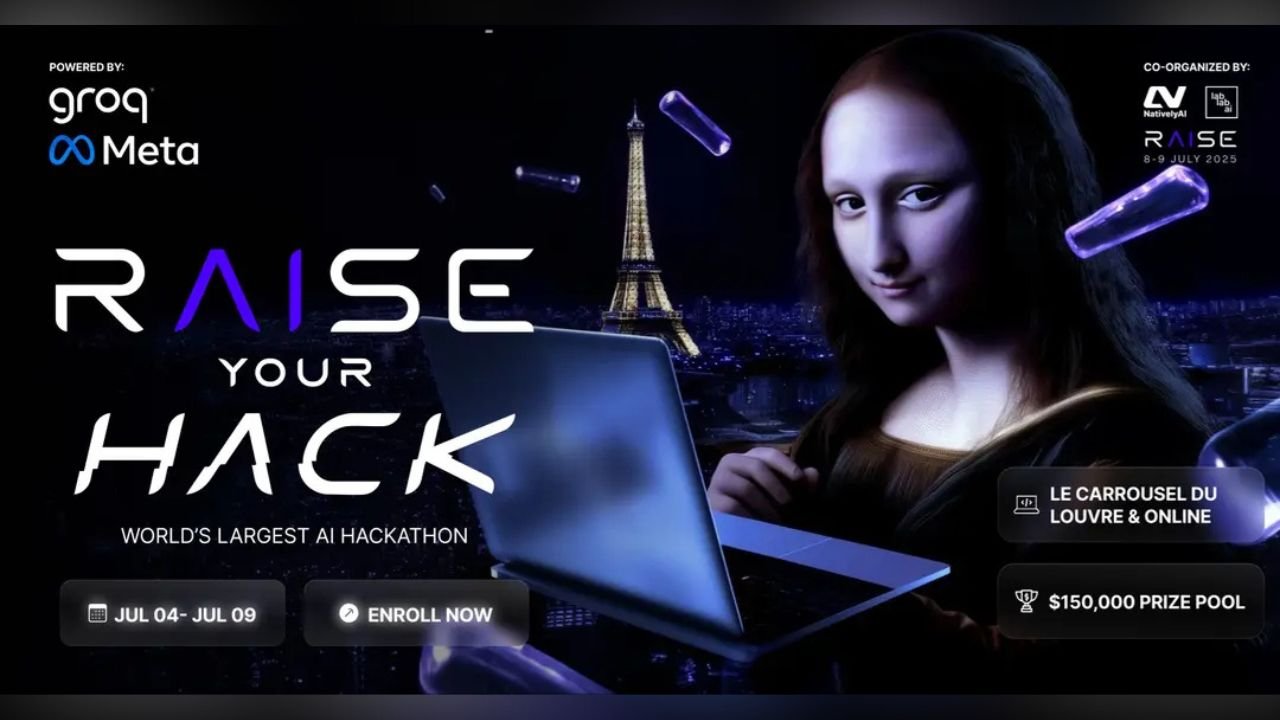 POWERED BY:
groq
Meta
CO-ORGANIZED BY:
NativelyAI
lab
lab
.ai
RAISE
8-9 JULY 2025
RAISE
YOUR
HACK
WORLD'S LARGEST AI HACKATHON
JUL 04- JUL 09
ENROLL NOW
LE CARROUSEL DU
LOUVRE & ONLINE
$150,000 PRIZE POOL